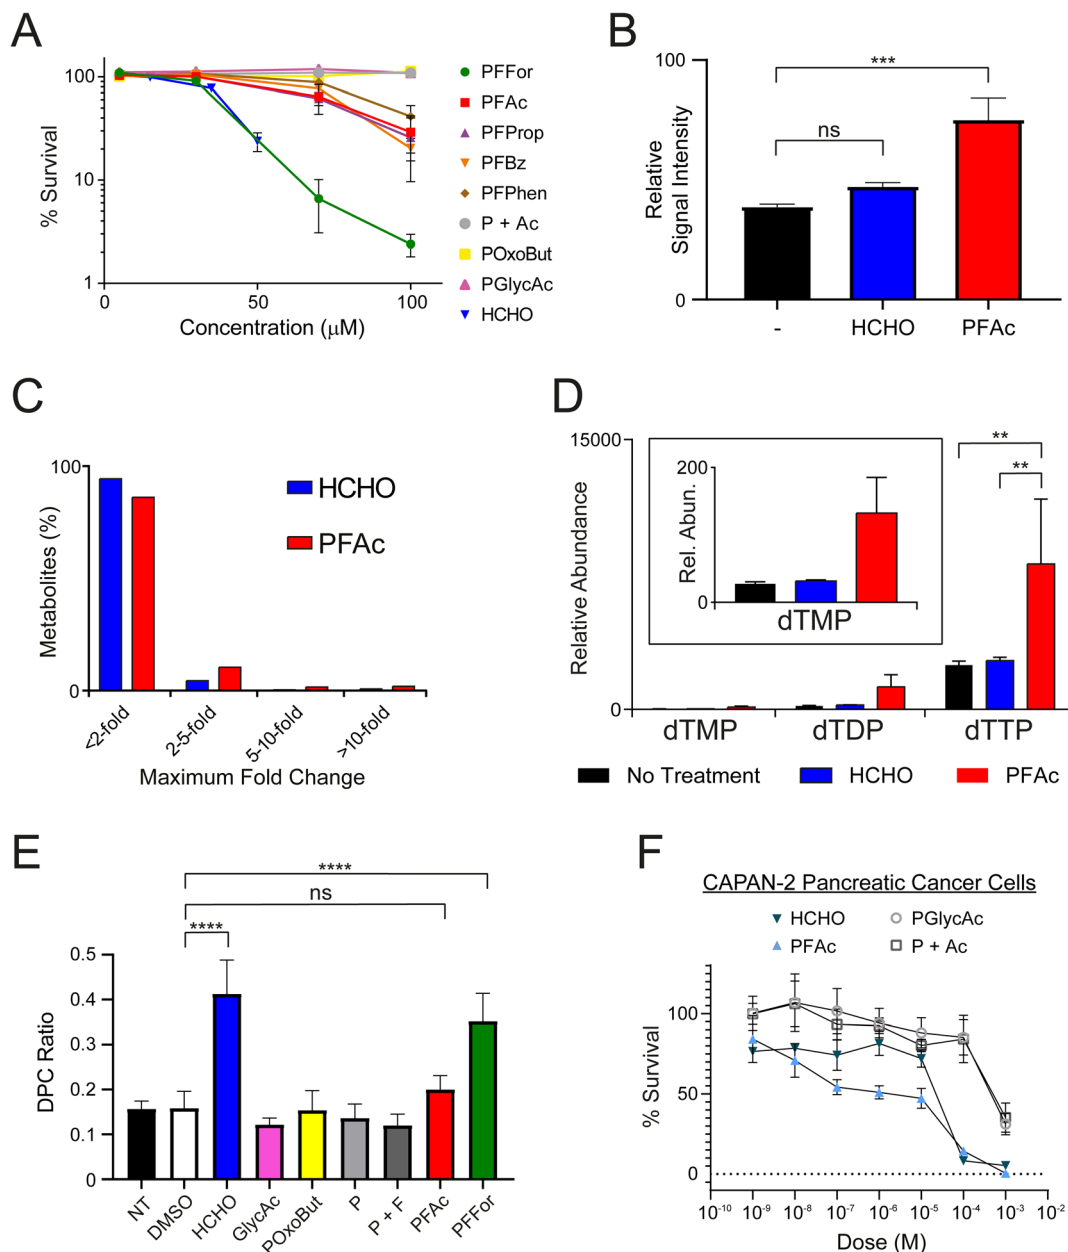 A
% Survival
100
10
1
0
50
100
Concentration (μM)
PFFor
PFAc
PFProp
PFBz
PFPhen
P + Ac
POxoBut
PGlycAc
HCHO
B
Relative
Signal Intensity
100
0
***
ns
-
HCHO
PFAc
C
Metabolites (%)
100
0
HCHO
PFAc
<2-fold
2-5-fold
5-10-fold
>10-fold
Maximum Fold Change
D
Relative Abundance
15000
0
Rel. Abun.
200
0
dTMP
**
**
dTMP
dTDP
dTTP
No Treatment
HCHO
PFAc
E
****
ns
****
DPC Ratio
0.5
0.4
0.3
0.2
0.1
0
NT
DMSO
HCHO
GlycAc
POxoBut
P
P + F
PFAc
PFFor
F
CAPAN-2 Pancreatic Cancer Cells
HCHO
PGlycAc
PFAc
P + Ac
% Survival
100
50
0
10⁻¹⁰ 10⁻⁹ 10⁻⁸ 10⁻⁷ 10⁻⁶ 10⁻⁵ 10⁻⁴ 10⁻³ 10⁻²
Dose (M)